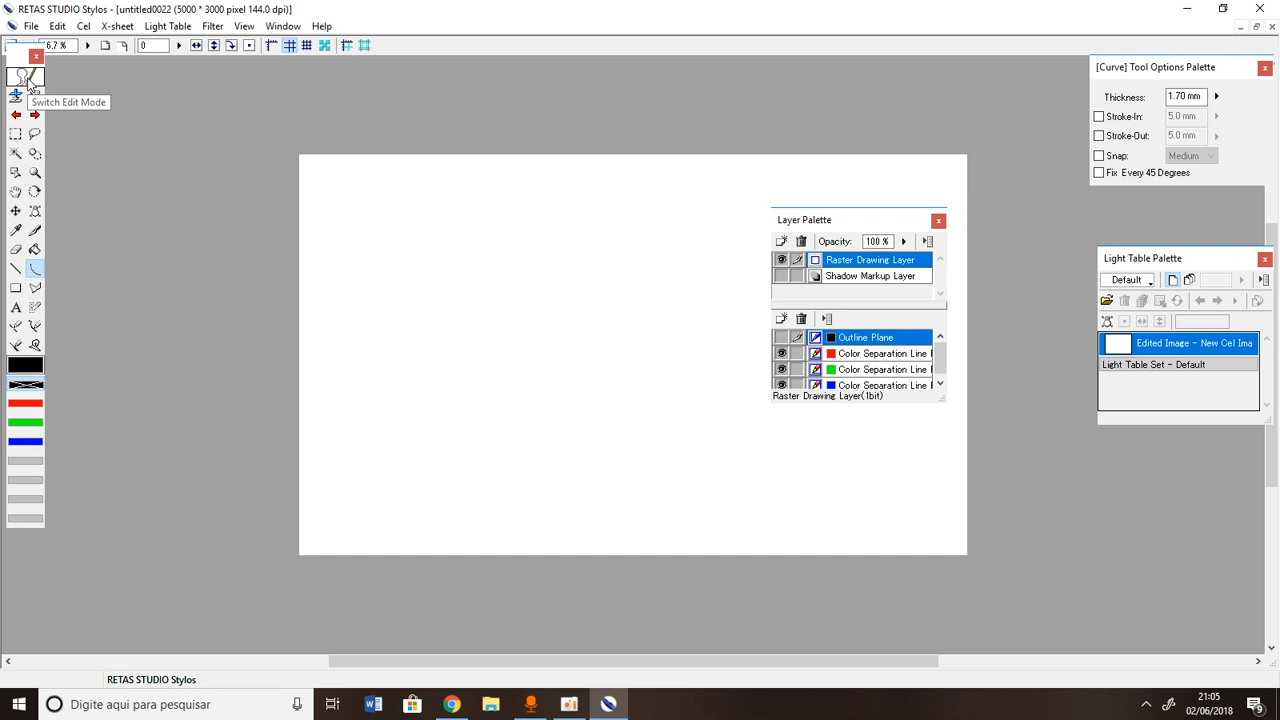 RETAS STUDIO Stylos - [untitled0022 (5000 * 3000 pixel 144.0 dpi)]
File Edit Cel X-sheet Light Table Filter View Window Help
6.7 % 0
Switch Edit Mode
[Curve] Tool Options Palette
Thickness: 1.70 mm
Stroke-In: 5.0 mm
Stroke-Out: 5.0 mm
Snap: Medium
Fix Every 45 Degrees
Layer Palette
Opacity: 100 %
Raster Drawing Layer
Shadow Markup Layer
Outline Plane
Color Separation Line
Color Separation Line
Color Separation Line
Raster Drawing Layer(1bit)
Light Table Palette
Default
Edited Image - New Cel Ima
Light Table Set - Default
RETAS STUDIO Stylos
Digite aqui para pesquisar
21:05
02/06/2018
9